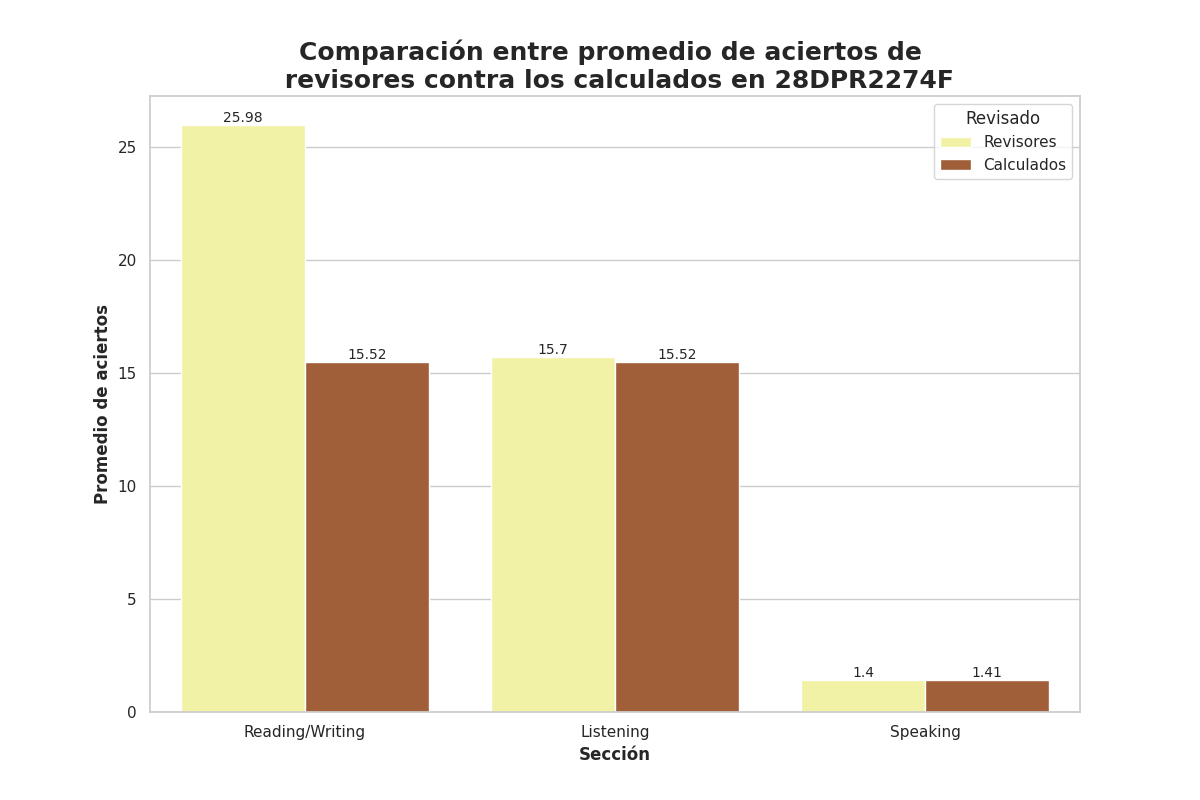 Comparación entre promedio de aciertos de
revisores contra los calculados en 28DPR2274F
Revisado
Revisores
Calculados
Promedio de aciertos
25
20
15
10
5
0
25.98
15.52
15.7
15.52
1.4
1.41
Reading/Writing
Listening
Speaking
Sección